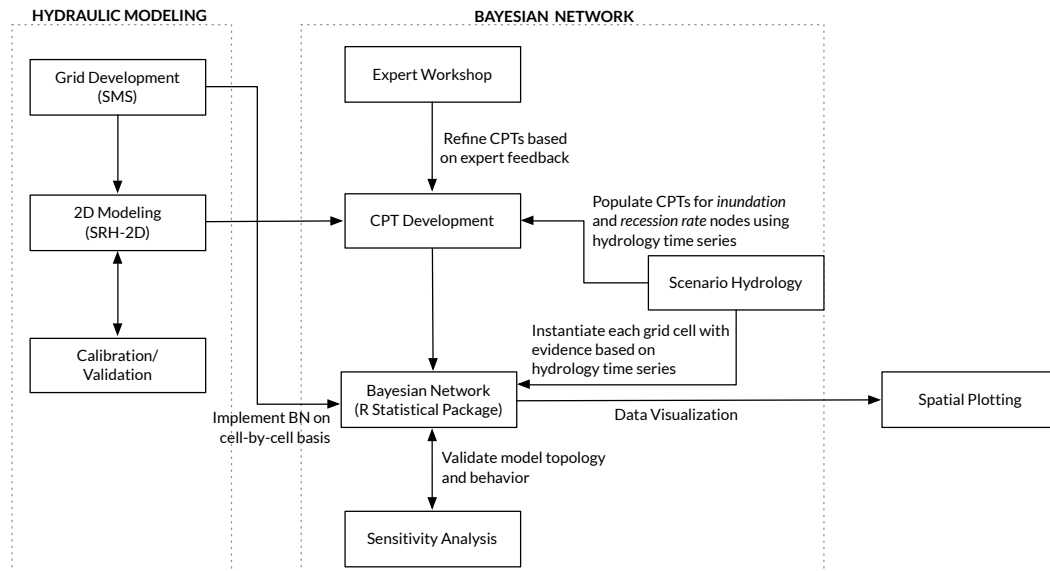 HYDRAULIC MODELING
BAYESIAN NETWORK
Grid Development
(SMS)
Expert Workshop
Refine CPTs based
on expert feedback
2D Modeling
(SRH-2D)
CPT Development
Populate CPTs for inundation
and recession rate nodes using
hydrology time series
Scenario Hydrology
Calibration/
Validation
Instantiate each grid cell with
evidence based on
hydrology time series
Bayesian Network
(R Statistical Package)
Implement BN on
cell-by-cell basis
Data Visualization
Spatial Plotting
Validate model topology
and behavior
Sensitivity Analysis